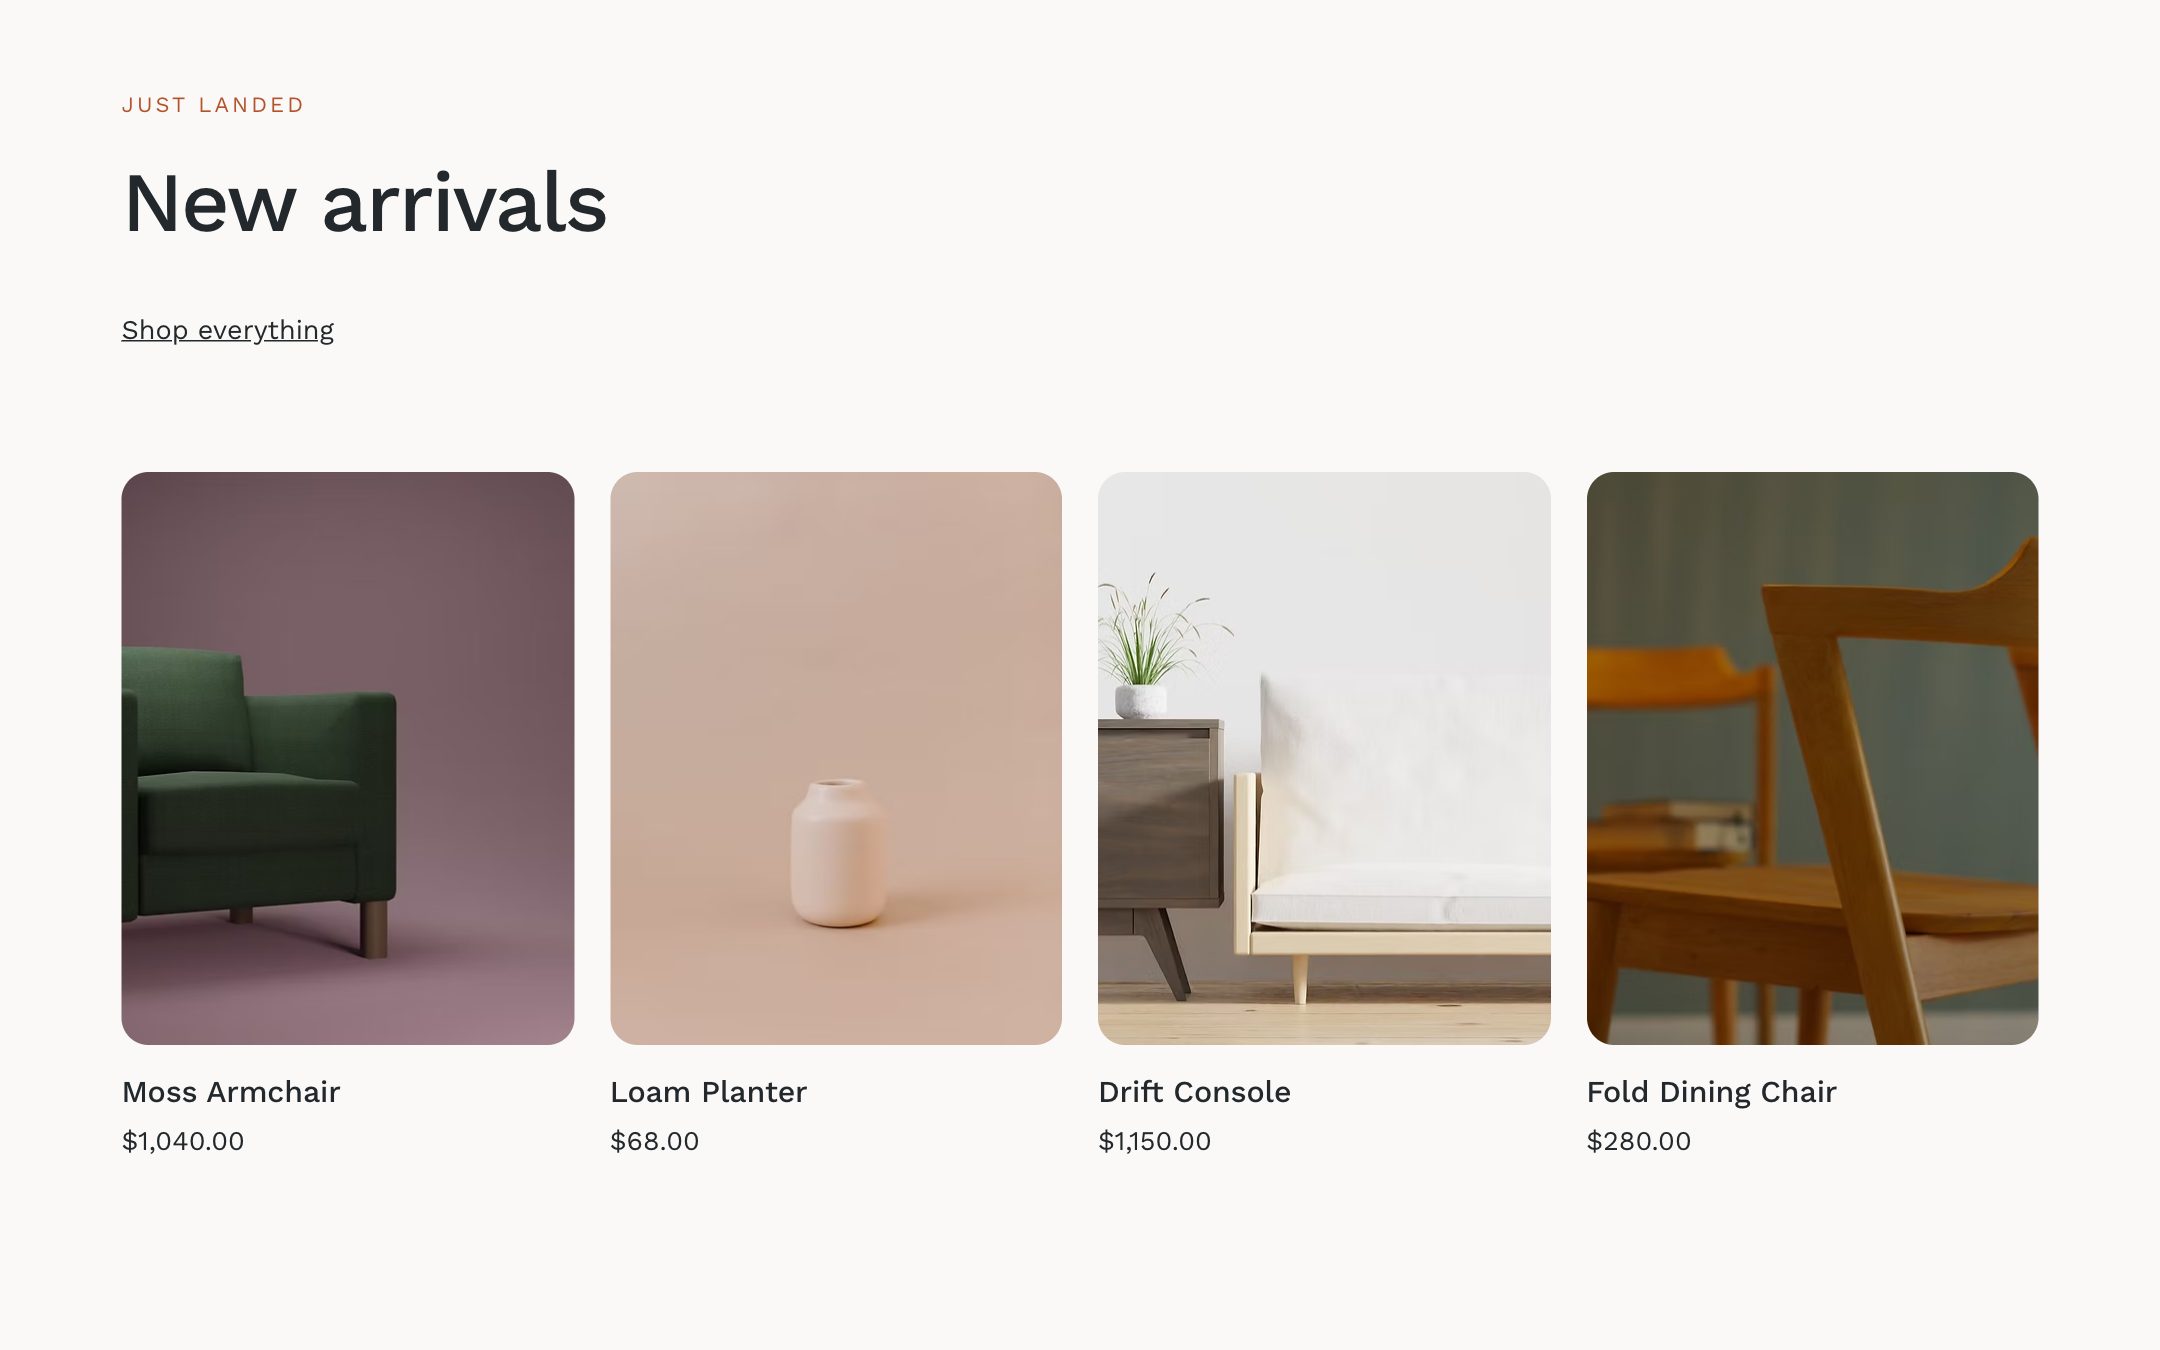 JUST LANDED
New arrivals
Shop everything
Moss Armchair
$1,040.00
Loam Planter
$68.00
Drift Console
$1,150.00
Fold Dining Chair
$280.00